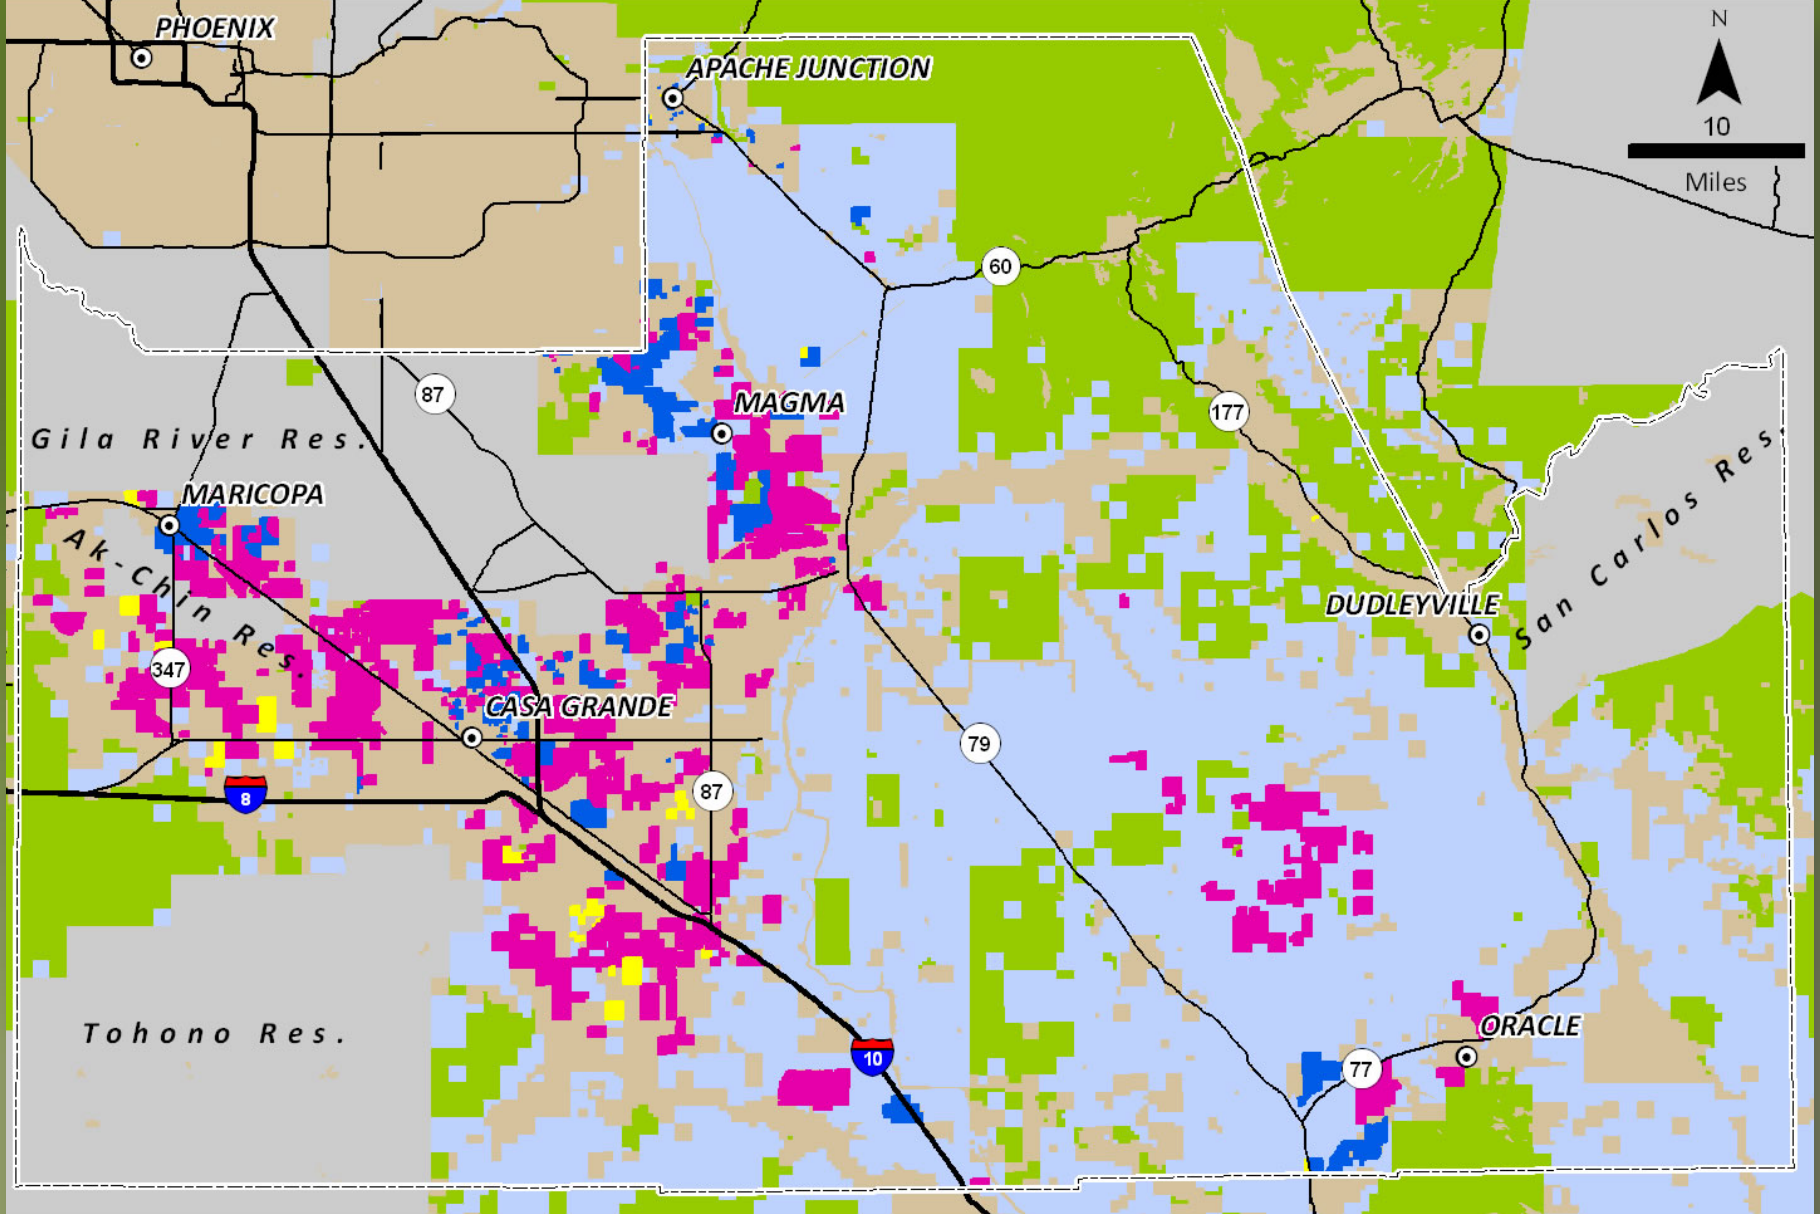 PHOENIX
N
APACHE JUNCTION
10
Miles
60
87
MAGMA
177
Gila River Res.
MARICOPA
Ak-Chin Res.
San Carlos Res.
DUDLEYVILLE
347
CASA GRANDE
79
87
8
ORACLE
Tohono Res.
10
77